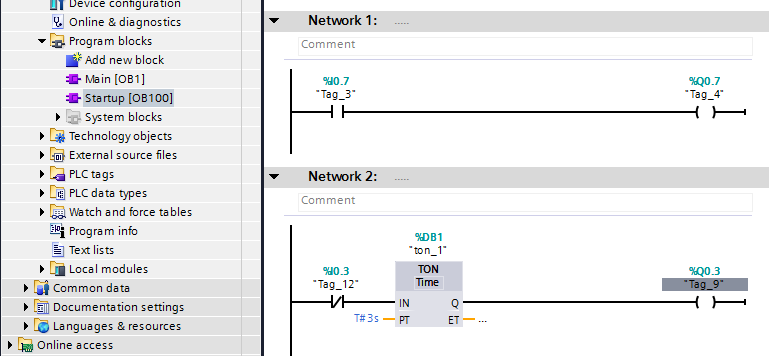 Device configuration
Online & diagnostics
Program blocks
Add new block
Main [OB1]
Startup [OB100]
System blocks
Technology objects
External source files
PLC tags
PLC data types
Watch and force tables
Program info
Text lists
Local modules
Common data
Documentation settings
Languages & resources
Online access
Network 1: .....
Comment
%I0.7 %Q0.7
"Tag_3" "Tag_4"
Network 2: .....
Comment
%DB1
"ton_1"
%I0.3 TON %Q0.3
"Tag_12" Time "Tag_9"
IN Q
T#3s PT ET ...